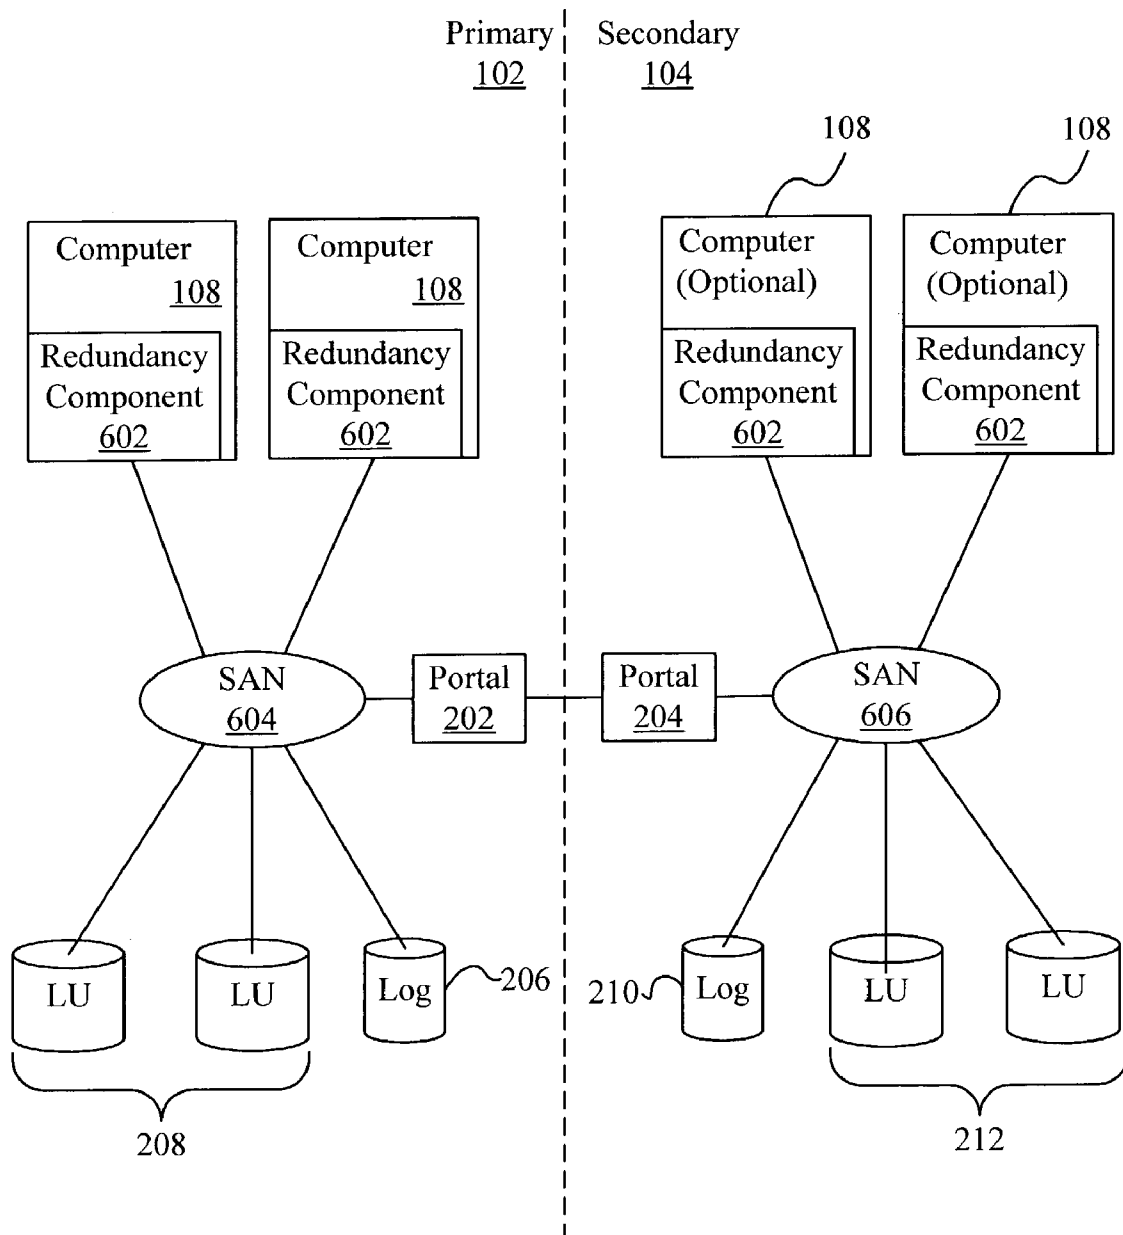 Primary
102
Secondary
104
108
108
Computer
108
Redundancy
Component
602
Computer
108
Redundancy
Component
602
Computer
(Optional)
Redundancy
Component
602
Computer
(Optional)
Redundancy
Component
602
SAN
604
Portal
202
Portal
204
SAN
606
LU
LU
Log
206
210
Log
LU
LU
208
212